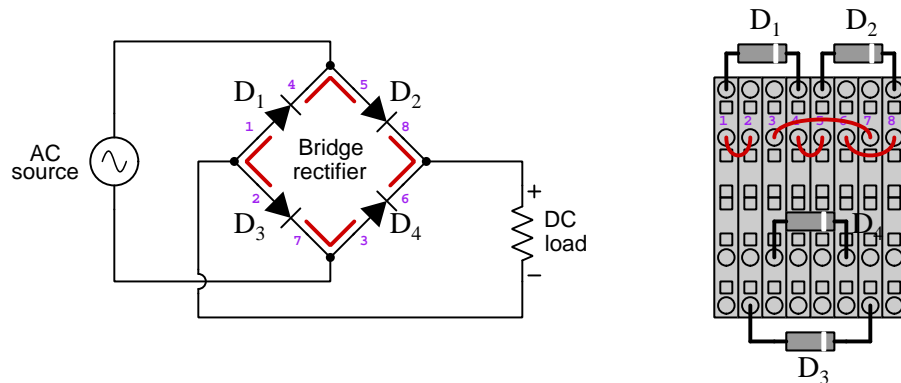 D1
D2
4
5
D1
D2
1
8
AC
source
Bridge
rectifier
2
6
D3
D4
7
3
+
−
DC
load
1 2 3 4 5 6 7 8
D4
D3